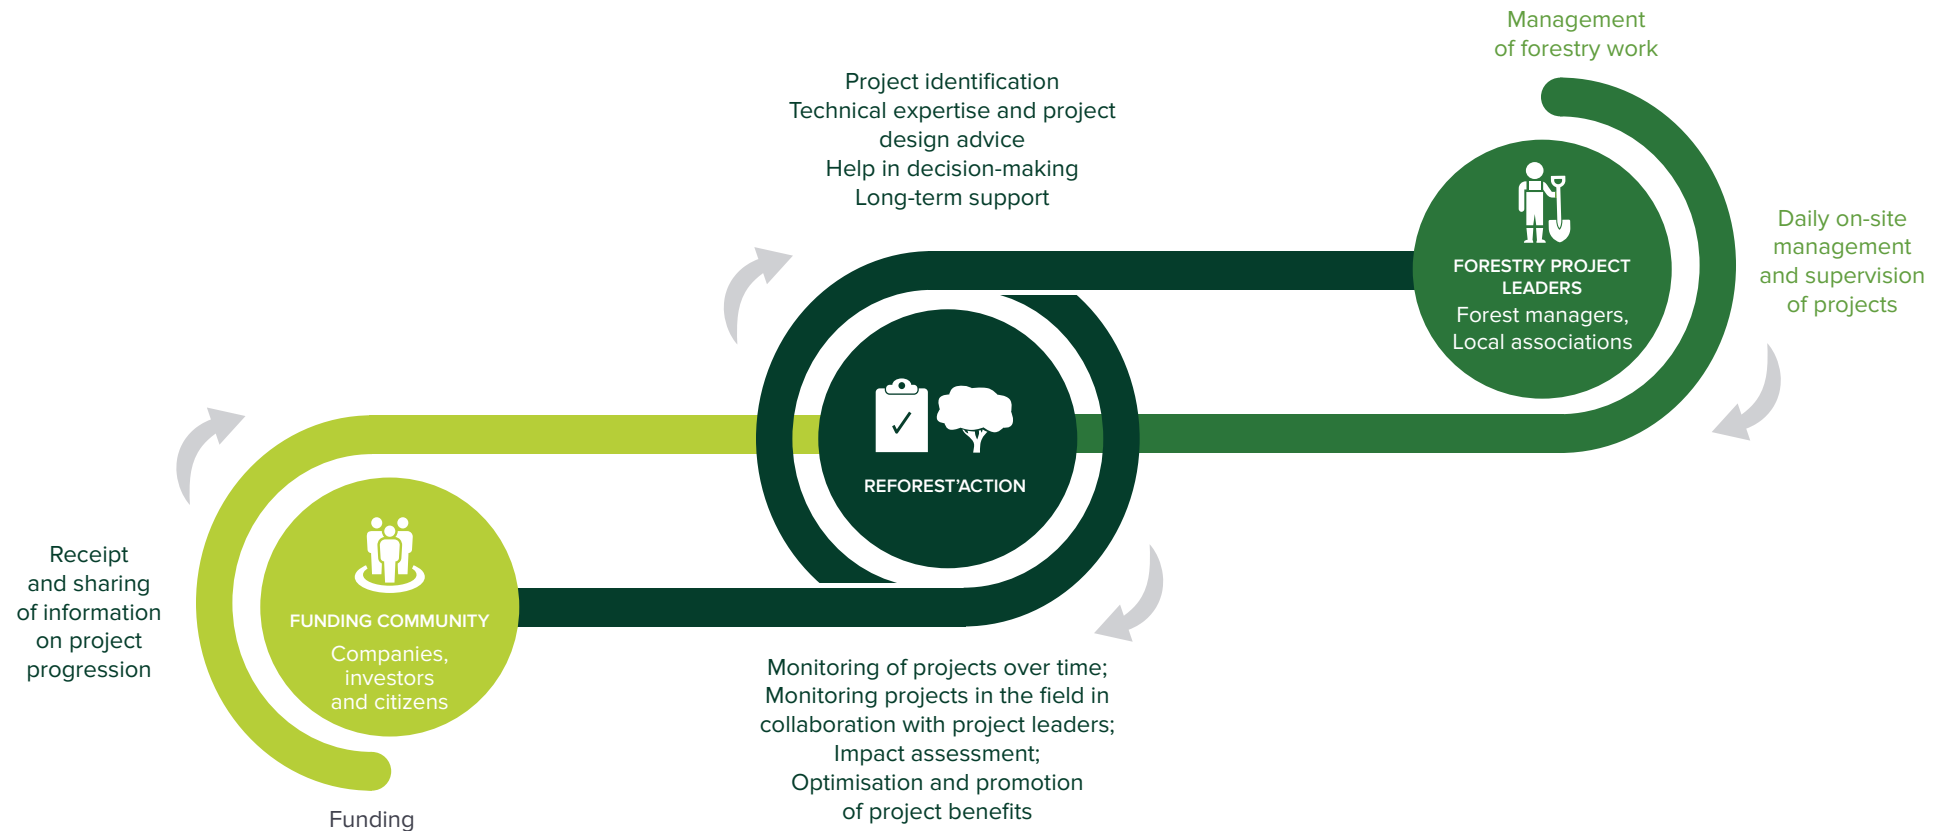 Management
of forestry work
Project identification
Technical expertise and project
design advice
Help in decision-making
Long-term support
Daily on-site
management
and supervision
of projects
FORESTRY PROJECT
LEADERS
Forest managers,
Local associations
REFOREST’ACTION
Receipt
and sharing
of information
on project
progression
FUNDING COMMUNITY
Companies,
investors
and citizens
Monitoring of projects over time;
Monitoring projects in the field in
collaboration with project leaders;
Impact assessment;
Optimisation and promotion
of project benefits
Funding